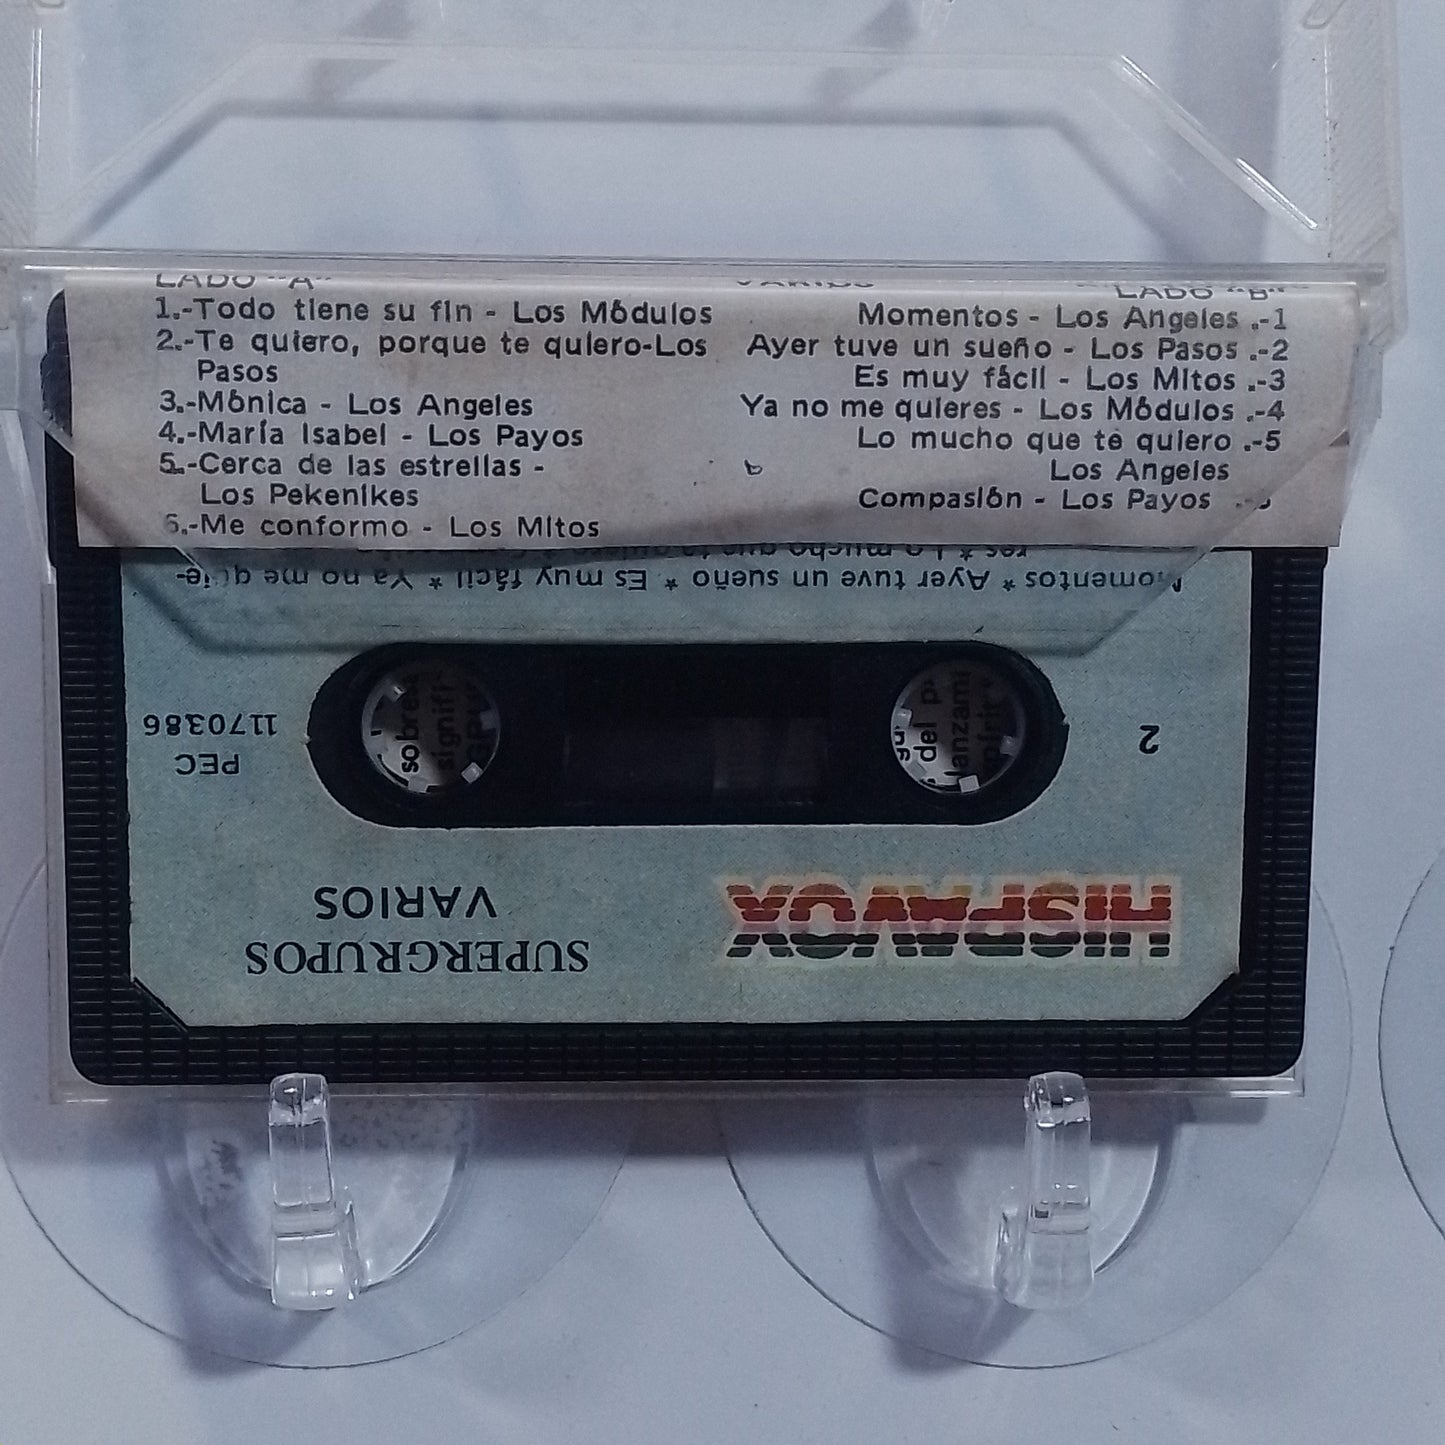 LADO "A"
1.-Todo tiene su fin - Los Módulos
2.-Te quiero, porque te quiero-Los
Pasos
3.-Mónica - Los Angeles
4.-María Isabel - Los Payos
5.-Cerca de las estrellas -
Los Pekenikes
6.-Me conformo - Los Mitos
VARIOS
LADO "B"
Momentos - Los Angeles .-1
Ayer tuve un sueño - Los Pasos .-2
Es muy fácil - Los Mitos .-3
Ya no me quieres - Los Módulos .-4
Lo mucho que te quiero .-5
Los Angeles
Compasión - Los Payos
HISPAVOX
SUPERGRUPOS
VARIOS
2
PEC
1170386
Momentos * Ayer tuve un sueño * Es muy fácil * Ya no me quie-
res * Lo mucho que te quiero *
sobre
signifi-
del
lanzami